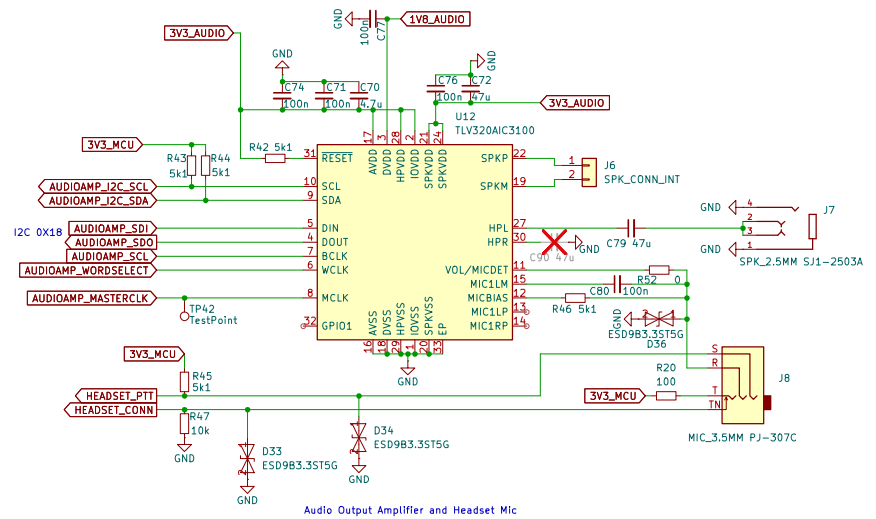 GND
100n
C77
1V8_AUDIO
3V3_AUDIO
GND
GND
C74
100n
C71
100n
C70
4.7u
C76
100n
C72
47u
3V3_AUDIO
U12
TLV320AIC3100
17
3
28
2
21
24
AVDD
DVDD
HPVDD
IOVDD
SPKVDD
SPKVDD
3V3_MCU
R42 5k1
31
RESET
R43
5k1
R44
5k1
AUDIOAMP_I2C_SCL
10
SCL
AUDIOAMP_I2C_SDA
9
SDA
I2C 0X18
AUDIOAMP_SDI
5
DIN
AUDIOAMP_SDO
4
DOUT
AUDIOAMP_SCL
7
BCLK
AUDIOAMP_WORDSELECT
6
WCLK
AUDIOAMP_MASTERCLK
8
MCLK
TP42
TestPoint
32
GPIO1
SPKP
22
SPKM
19
1
2
J6
SPK_CONN_INT
HPL
27
HPR
30
C90 47u
GND
C79 47u
GND
4
2
3
GND
1
J7
SPK_2.5MM SJ1-2503A
VOL/MICDET
11
R52
0
MIC1LM
15
C80
100n
MICBIAS
12
R46 5k1
MIC1LP
13
MIC1RP
14
GND
2
1
ESD9B3.3ST5G
D36
AVSS
DVSS
HPVSS
IOVSS
SPKVSS
EP
16
18
29
1
20
33
GND
3V3_MCU
R45
5k1
HEADSET_PTT
HEADSET_CONN
R47
10k
GND
D33
ESD9B3.3ST5G
GND
D34
ESD9B3.3ST5G
GND
3V3_MCU
R20
100
S
R
T
TN
J8
MIC_3.5MM PJ-307C
Audio Output Amplifier and Headset Mic